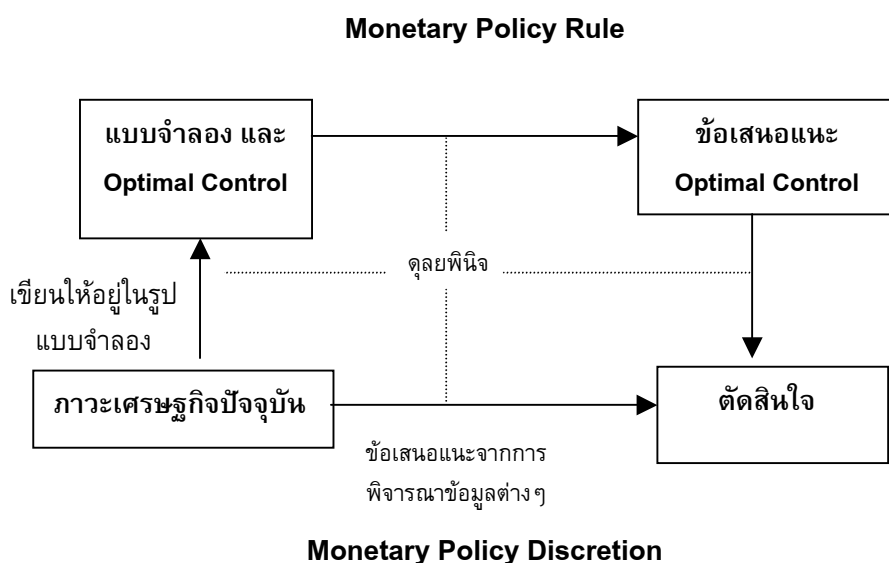 Monetary Policy Rule
แบบจำลอง และ
Optimal Control
ข้อเสนอแนะ
Optimal Control
ดุลยพินิจ
เขียนให้อยู่ในรูป
แบบจำลอง
ภาวะเศรษฐกิจปัจจุบัน
ตัดสินใจ
ข้อเสนอแนะจากการ
พิจารณาข้อมูลต่างๆ
Monetary Policy Discretion